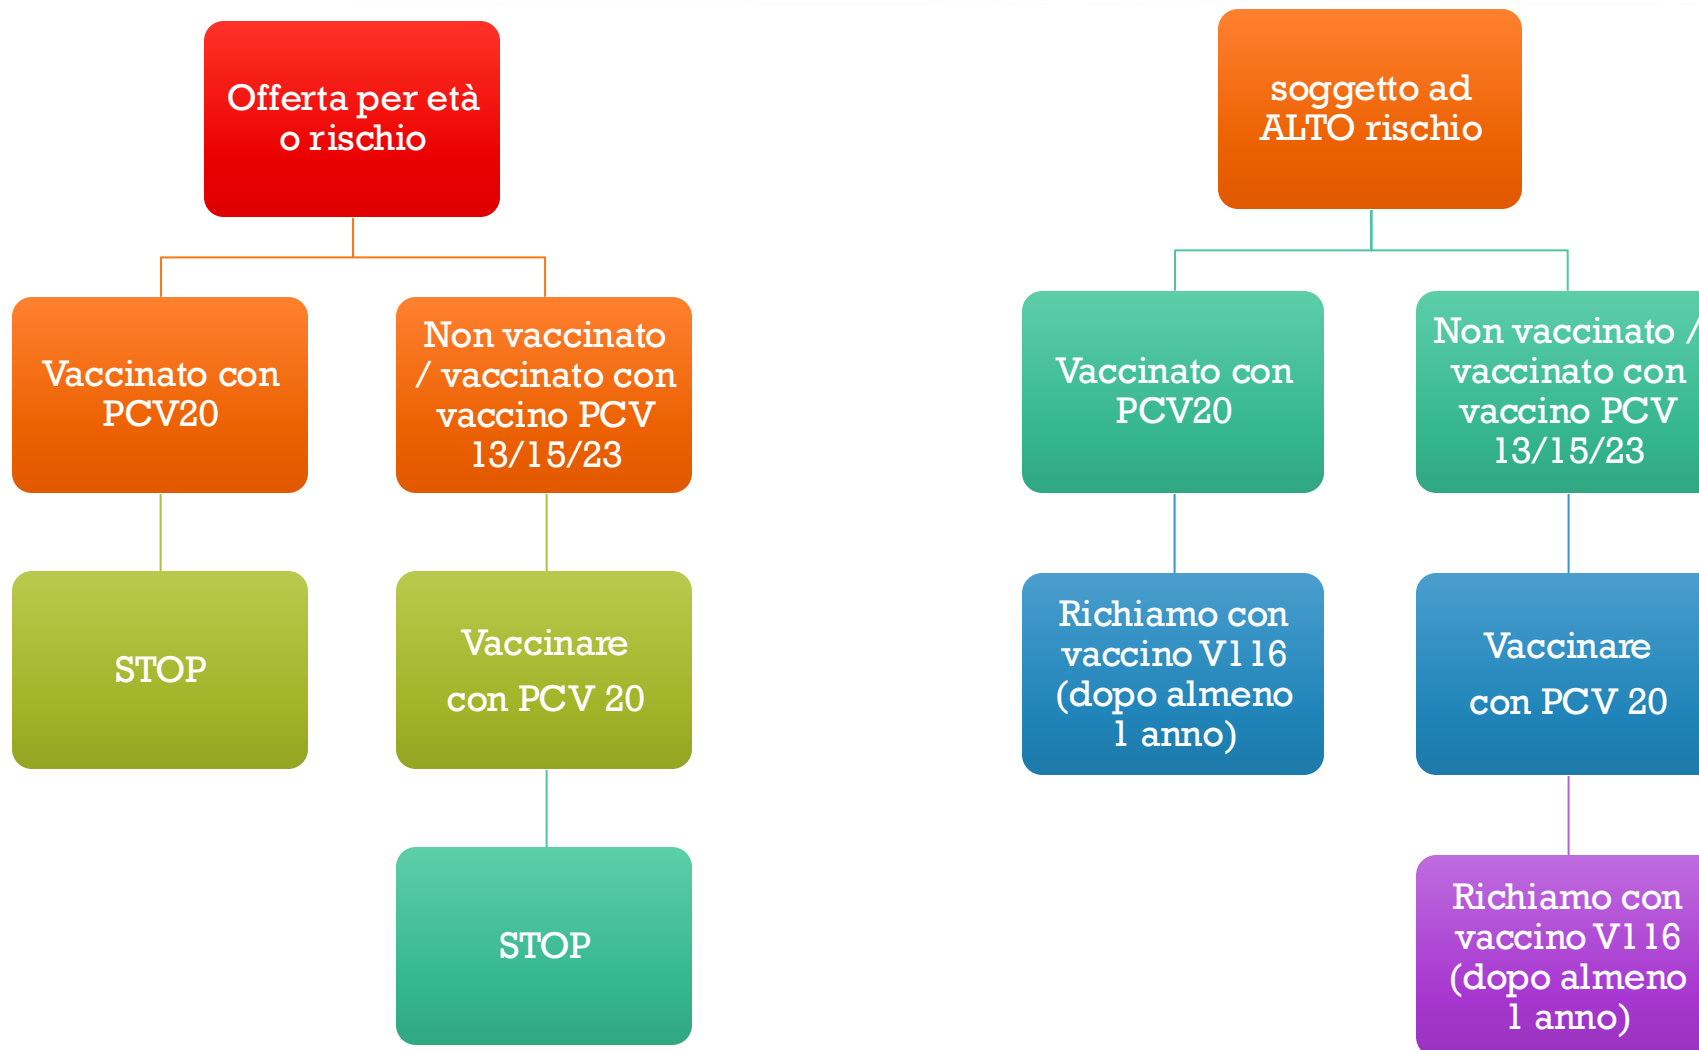 Offerta per età
o rischio
Vaccinato con
PCV20
Non vaccinato
/ vaccinato con
vaccino PCV
13/15/23
STOP
Vaccinare
con PCV 20
STOP
soggetto ad
ALTO rischio
Vaccinato con
PCV20
Non vaccinato /
vaccinato con
vaccino PCV
13/15/23
Richiamo con
vaccino V116
(dopo almeno
1 anno)
Vaccinare
con PCV 20
Richiamo con
vaccino V116
(dopo almeno
1 anno)